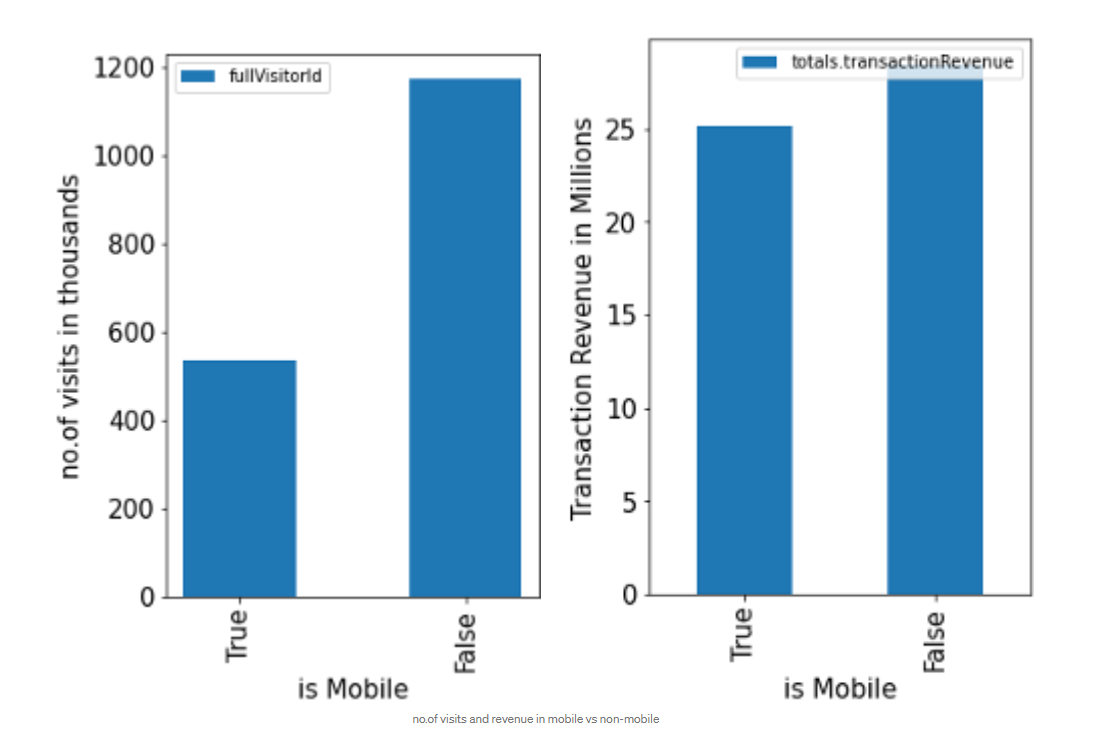 fullVisitorId
1200
1000
800
600
400
200
0
no.of visits in thousands
True
False
is Mobile
totals.transactionRevenue
25
20
15
10
5
0
Transaction Revenue in Millions
True
False
is Mobile
no.of visits and revenue in mobile vs non-mobile